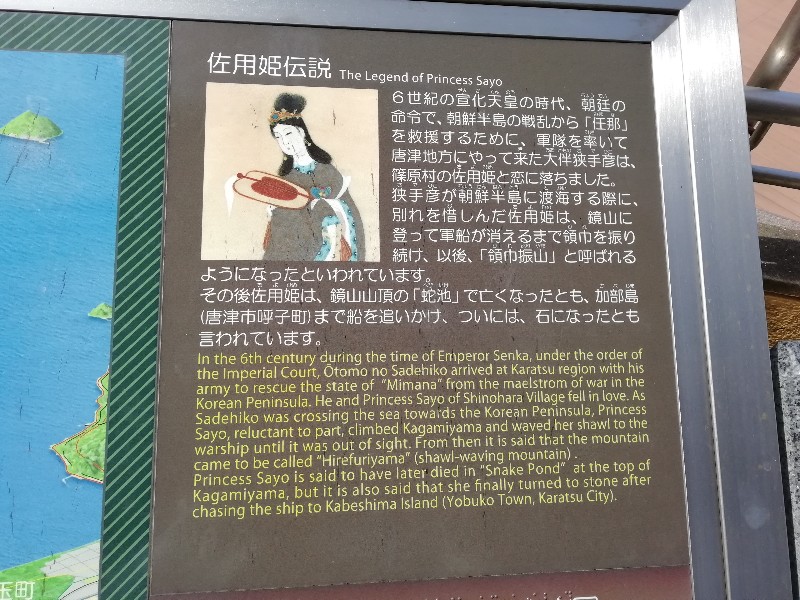 佐用姫伝説 The Legend of Princess Sayo
6世紀の宣化天皇の時代、朝廷の
命令で、朝鮮半島の戦乱から「任那」
を救援するために、軍隊を率いて
唐津地方にやって来た大伴狭手彦は、
篠原村の佐用姫と恋に落ちました。
狭手彦が朝鮮半島に渡海する際に、
別れを惜しんだ佐用姫は、鏡山に
登って軍船が消えるまで領巾を振り
続け、以後、「領巾振山」と呼ばれる
ようになったといわれています。
その後佐用姫は、鏡山山頂の「蛇池」で亡くなったとも、加部島
(唐津市呼子町)まで船を追いかけ、ついには、石になったとも
言われています。
In the 6th century during the time of Emperor Senka, under the order of
the Imperial Court, Ōtomo no Sadehiko arrived at Karatsu region with his
army to rescue the state of “Mimana” from the maelstrom of war in the
Korean Peninsula. He and Princess Sayo of Shinohara Village fell in love. As
Sadehiko was crossing the sea towards the Korean Peninsula, Princess
Sayo, reluctant to part, climbed Kagamiyama and waved her shawl to the
warship until it was out of sight. From then it is said that the mountain
came to be called “Hirefuriyama” (shawl-waving mountain) .
Princess Sayo is said to have later died in “Snake Pond” at the top of
Kagamiyama, but it is also said that she finally turned to stone after
chasing the ship to Kabeshima Island (Yobuko Town, Karatsu City).
玉町